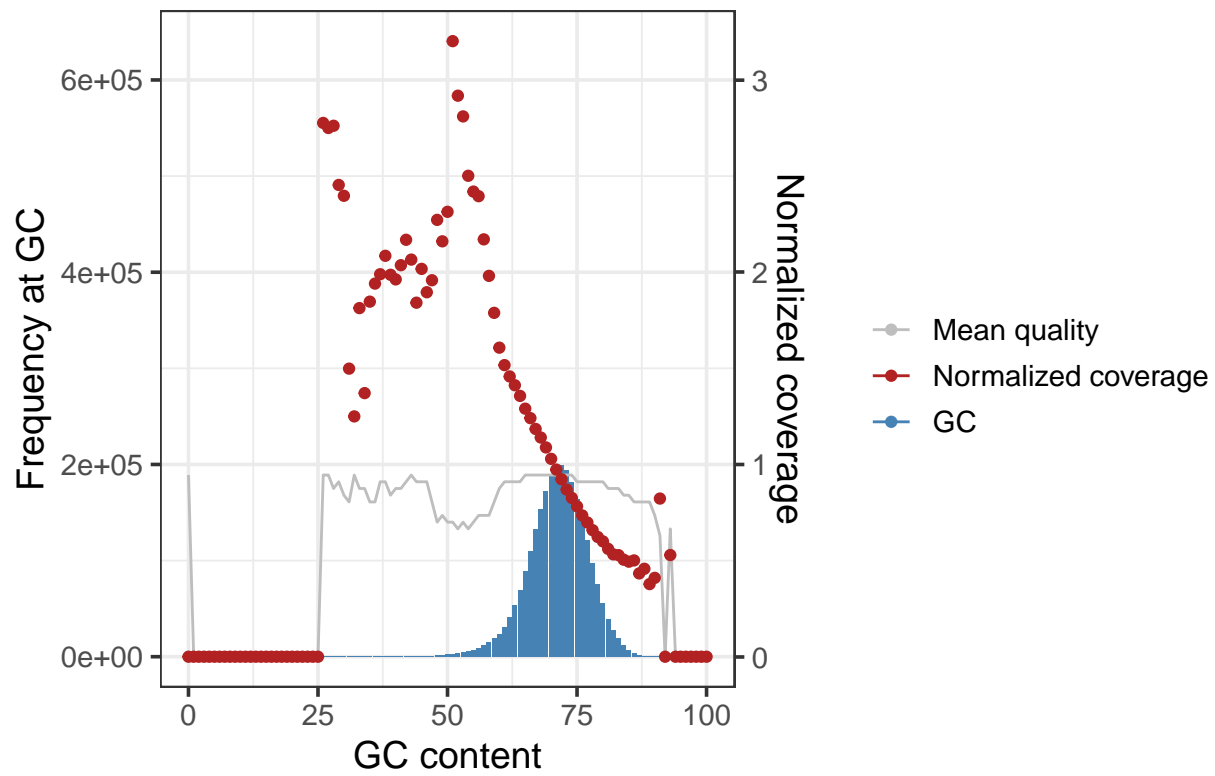 6e+05
4e+05
2e+05
0e+00
Frequency at GC
3
2
1
0
Normalized coverage
0 25 50 75 100
GC content
Mean quality
Normalized coverage
GC